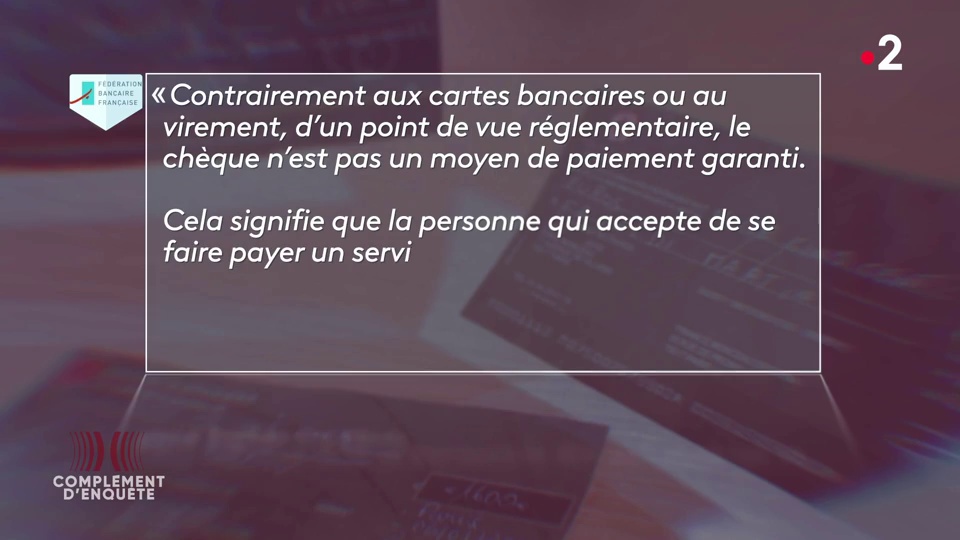 2
FÉDÉRATION
BANCAIRE
FRANÇAISE
« Contrairement aux cartes bancaires ou au
virement, d'un point de vue réglementaire, le
chèque n'est pas un moyen de paiement garanti.
Cela signifie que la personne qui accepte de se
faire payer un servi
COMPLÉMENT
D'ENQUÊTE